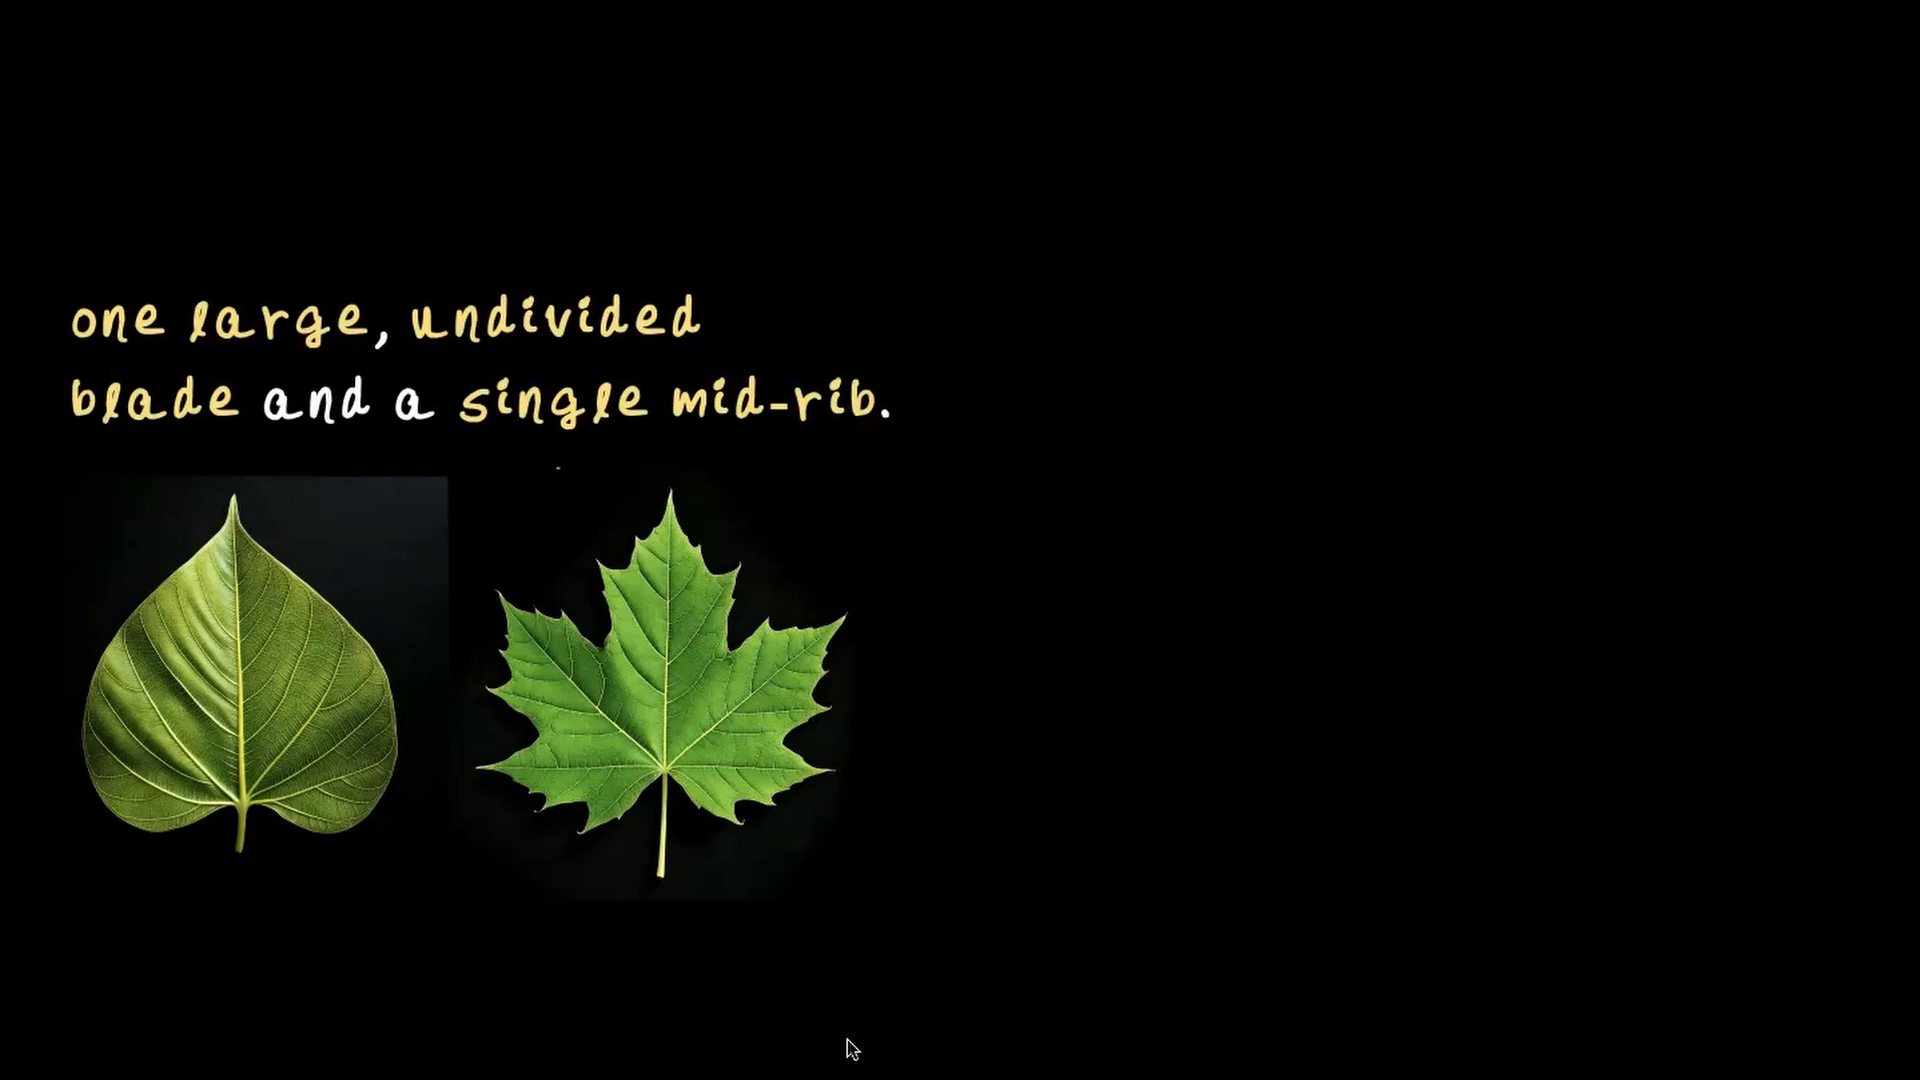 one large, undivided
blade and a single mid-rib.